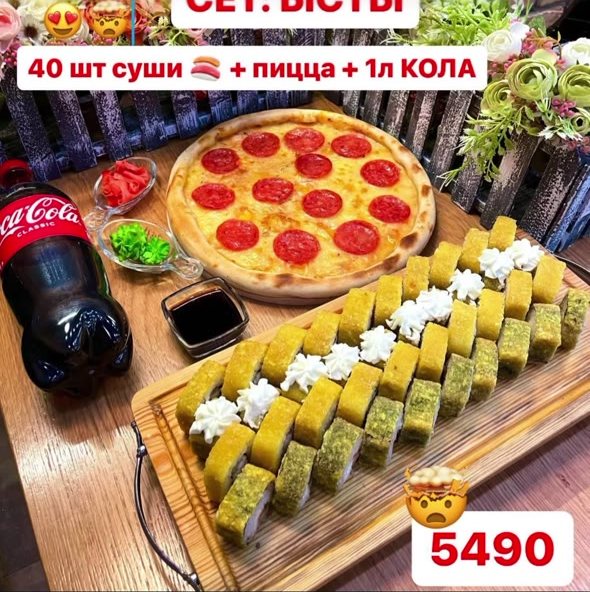 СЕТ: ЫСТЫ
40 шт суши 🍣 + пицца + 1л КОЛА
Coca-Cola
CLASSIC
5490